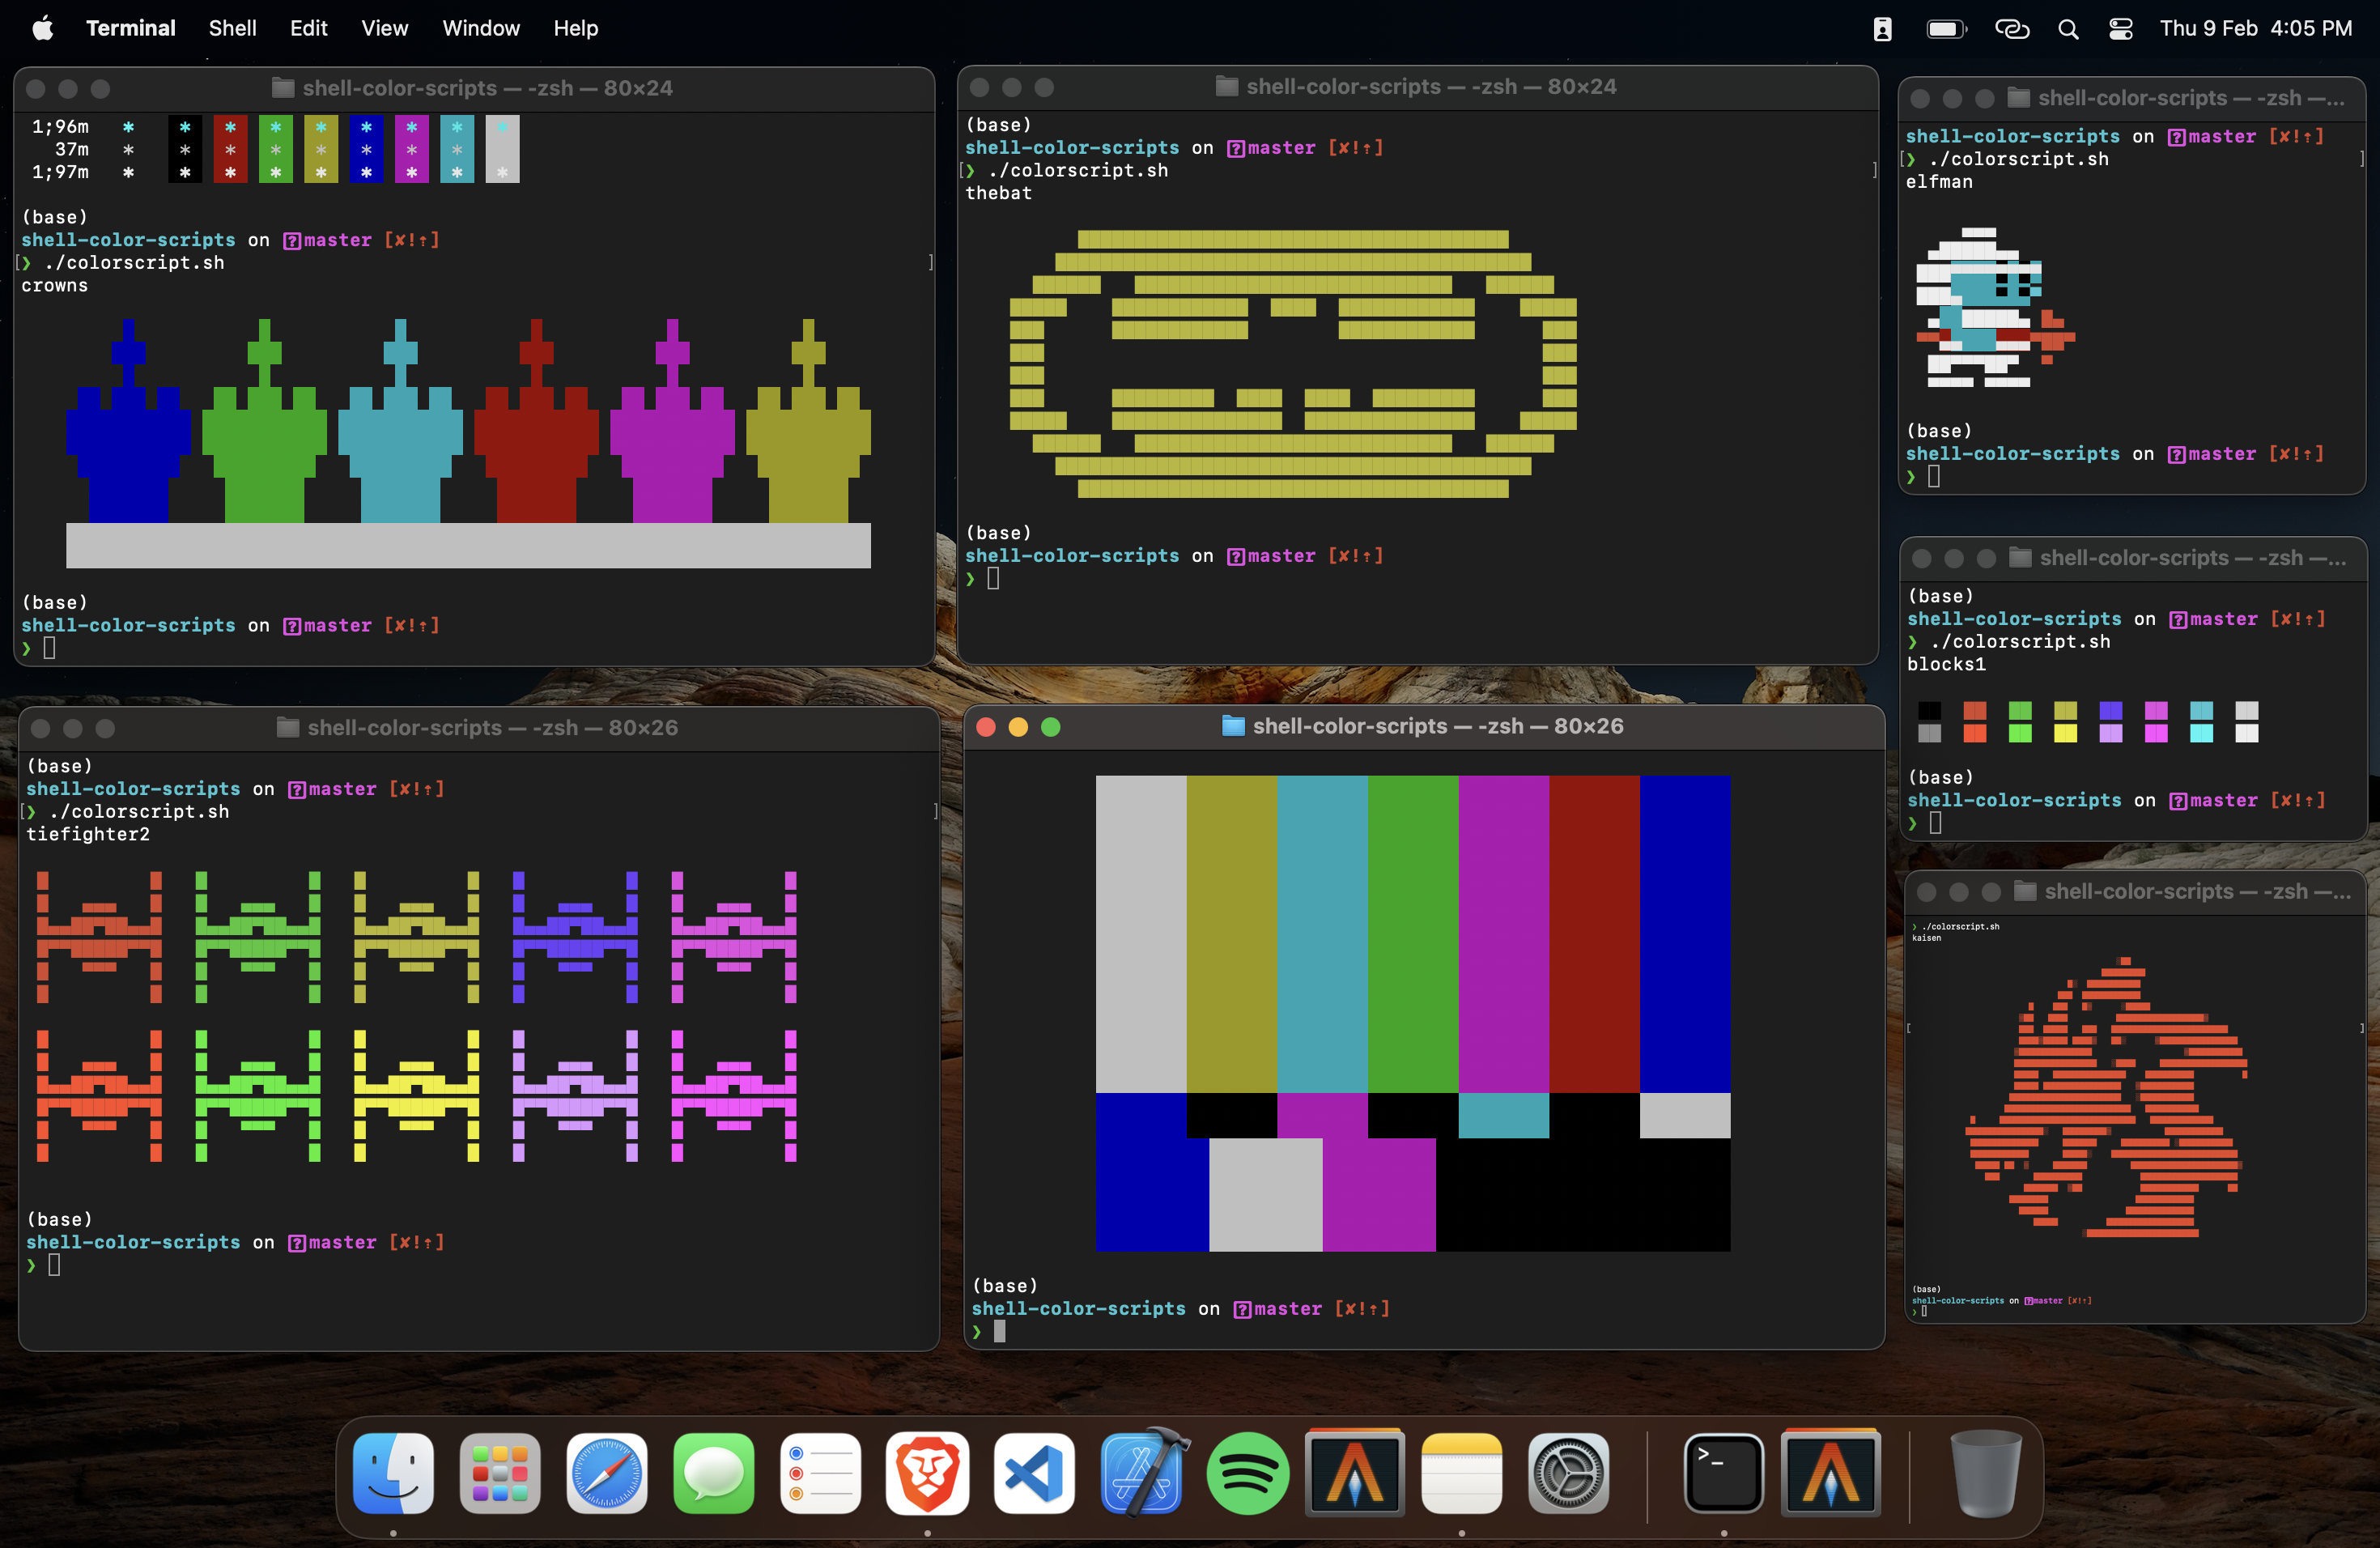 Terminal Shell Edit View Window Help
Thu 9 Feb 4:05 PM
shell-color-scripts — -zsh — 80×24
1;96m * * * * * * * * *
37m * * * * * * * * *
1;97m * * * * * * * * *
(base)
shell-color-scripts on ?master [✘!⇡]
[❯ ./colorscript.sh ]
crowns
(base)
shell-color-scripts on ?master [✘!⇡]
❯
shell-color-scripts — -zsh — 80×24
(base)
shell-color-scripts on ?master [✘!⇡]
[❯ ./colorscript.sh ]
thebat
(base)
shell-color-scripts on ?master [✘!⇡]
❯
shell-color-scripts — -zsh —...
shell-color-scripts on ?master [✘!⇡]
[❯ ./colorscript.sh ]
elfman
(base)
shell-color-scripts on ?master [✘!⇡]
❯
shell-color-scripts — -zsh —...
(base)
shell-color-scripts on ?master [✘!⇡]
❯ ./colorscript.sh
blocks1
(base)
shell-color-scripts on ?master [✘!⇡]
❯
shell-color-scripts — -zsh — 80×26
(base)
shell-color-scripts on ?master [✘!⇡]
[❯ ./colorscript.sh ]
tiefighter2
(base)
shell-color-scripts on ?master [✘!⇡]
❯
shell-color-scripts — -zsh — 80×26
(base)
shell-color-scripts on ?master [✘!⇡]
❯
shell-color-scripts — -zsh —...
❯ ./colorscript.sh
kaisen
[ ]
(base)
shell-color-scripts on ?master [✘!⇡]
❯
>_